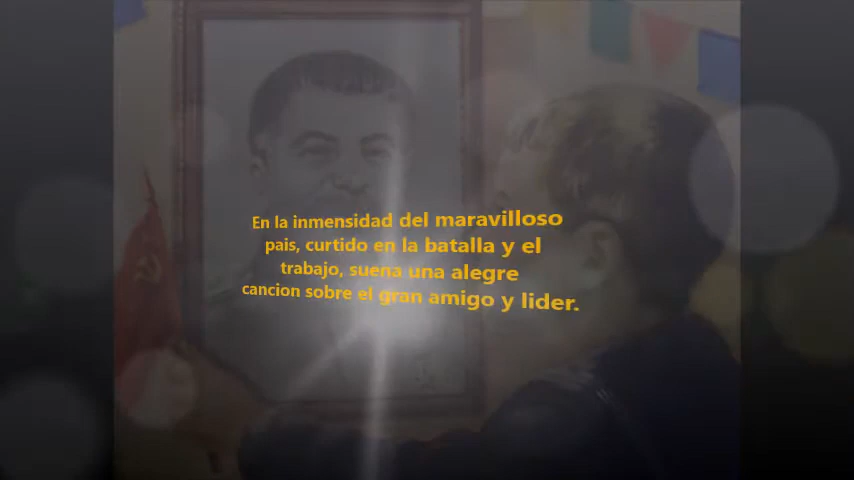 En la inmensidad del maravilloso
pais, curtido en la batalla y el
trabajo, suena una alegre
cancion sobre el gran amigo y lider.